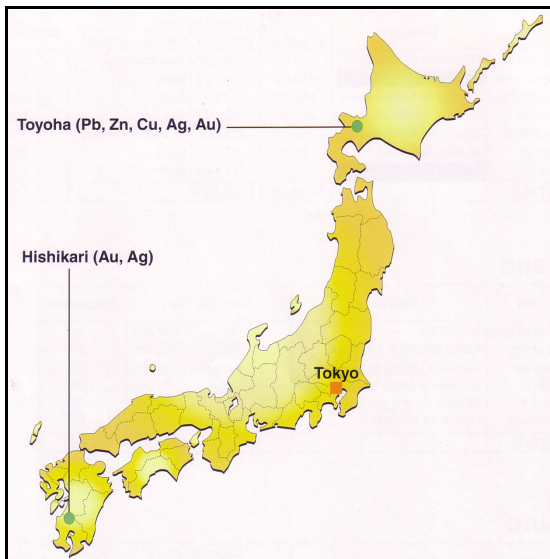 Toyoha (Pb, Zn, Cu, Ag, Au)
Hishikari (Au, Ag)
Tokyo